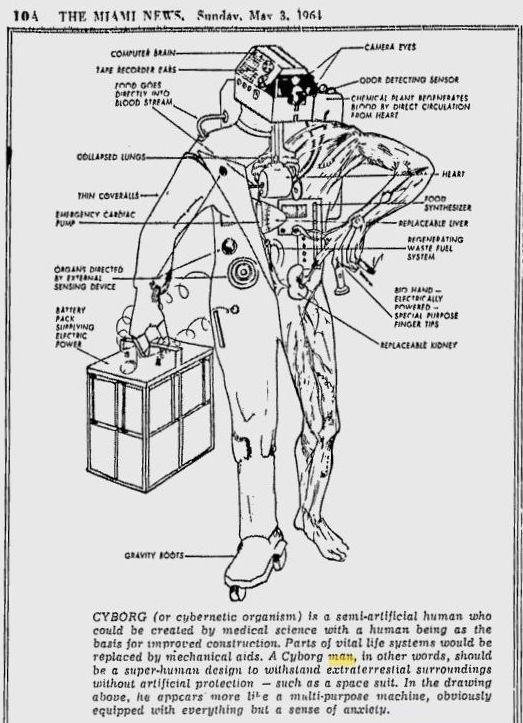 10A THE MIAMI NEWS, Sunday, May 3, 1964
COMPUTER BRAIN
TAPE RECORDER EARS
FOOD GOES
DIRECTLY INTO
BLOOD STREAM
COLLAPSED LUNGS
THIN COVERALLS
EMERGENCY CARDIAC
PUMP
ORGANS DIRECTED
BY EXTERNAL
SENSING DEVICE
BATTERY
PACK
SUPPLYING
ELECTRIC
POWER
GRAVITY BOOTS
CAMERA EYES
ODOR DETECTING SENSOR
CHEMICAL PLANT REGENERATES
BLOOD BY DIRECT CIRCULATION
FROM HEART
HEART
FOOD
SYNTHESIZER
REPLACEABLE LIVER
REGENERATING
WASTE FUEL
SYSTEM
BIO HAND —
ELECTRICALLY
POWERED —
SPECIAL PURPOSE
FINGER TIPS
REPLACEABLE KIDNEY
CYBORG (or cybernetic organism) is a semi-artificial human who
could be created by medical science with a human being as the
basis for improved construction. Parts of vital life systems would be
replaced by mechanical aids. A Cyborg man, in other words, should
be a super-human design to withstand extraterrestial surroundings
without artificial protection — such as a space suit. In the drawing
above, he appears more like a multi-purpose machine, obviously
equipped with everything but a sense of anxiety.